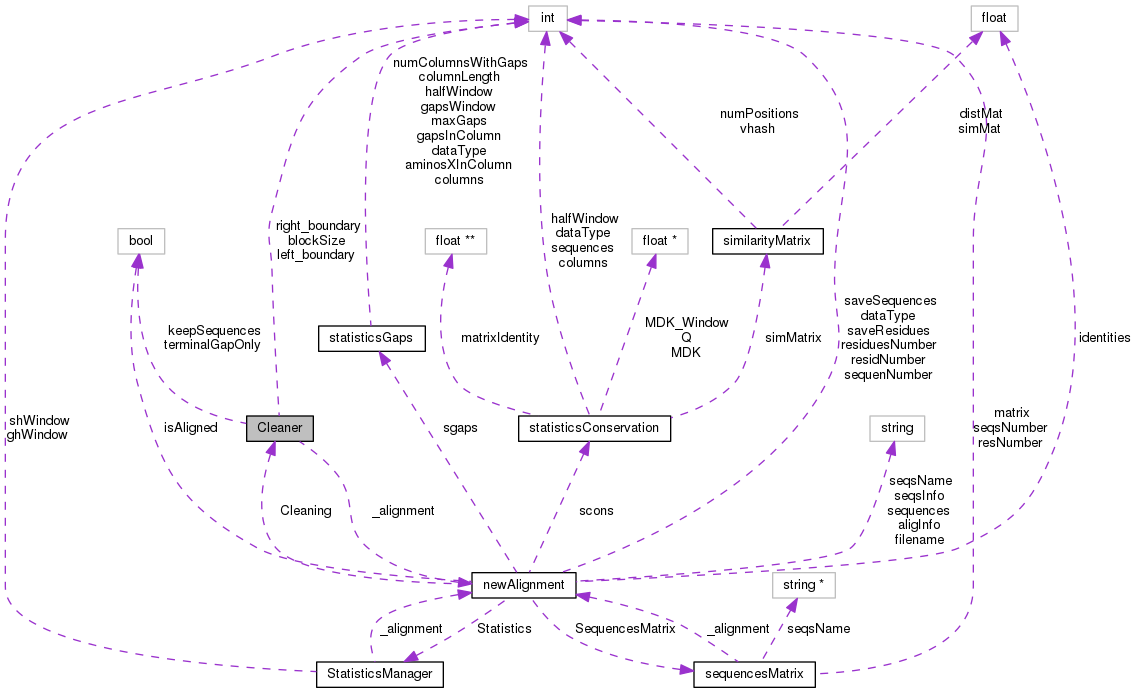 int
float
numColumnsWithGaps
columnLength
halfWindow
gapsWindow
maxGaps
gapsInColumn
dataType
aminosXInColumn
columns
numPositions
vhash
distMat
simMat
right_boundary
blockSize
left_boundary
halfWindow
dataType
sequences
columns
bool
float **
float *
similarityMatrix
keepSequences
terminalGapOnly
statisticsGaps
matrixIdentity
MDK_Window
Q
MDK
simMatrix
saveSequences
dataType
saveResidues
residuesNumber
residNumber
sequenNumber
identities
shWindow
ghWindow
isAligned
Cleaner
sgaps
statisticsConservation
string
matrix
seqsNumber
resNumber
Cleaning
_alignment
scons
seqsName
seqsInfo
sequences
aligInfo
filename
newAlignment
string *
_alignment
Statistics
SequencesMatrix
_alignment
seqsName
StatisticsManager
sequencesMatrix